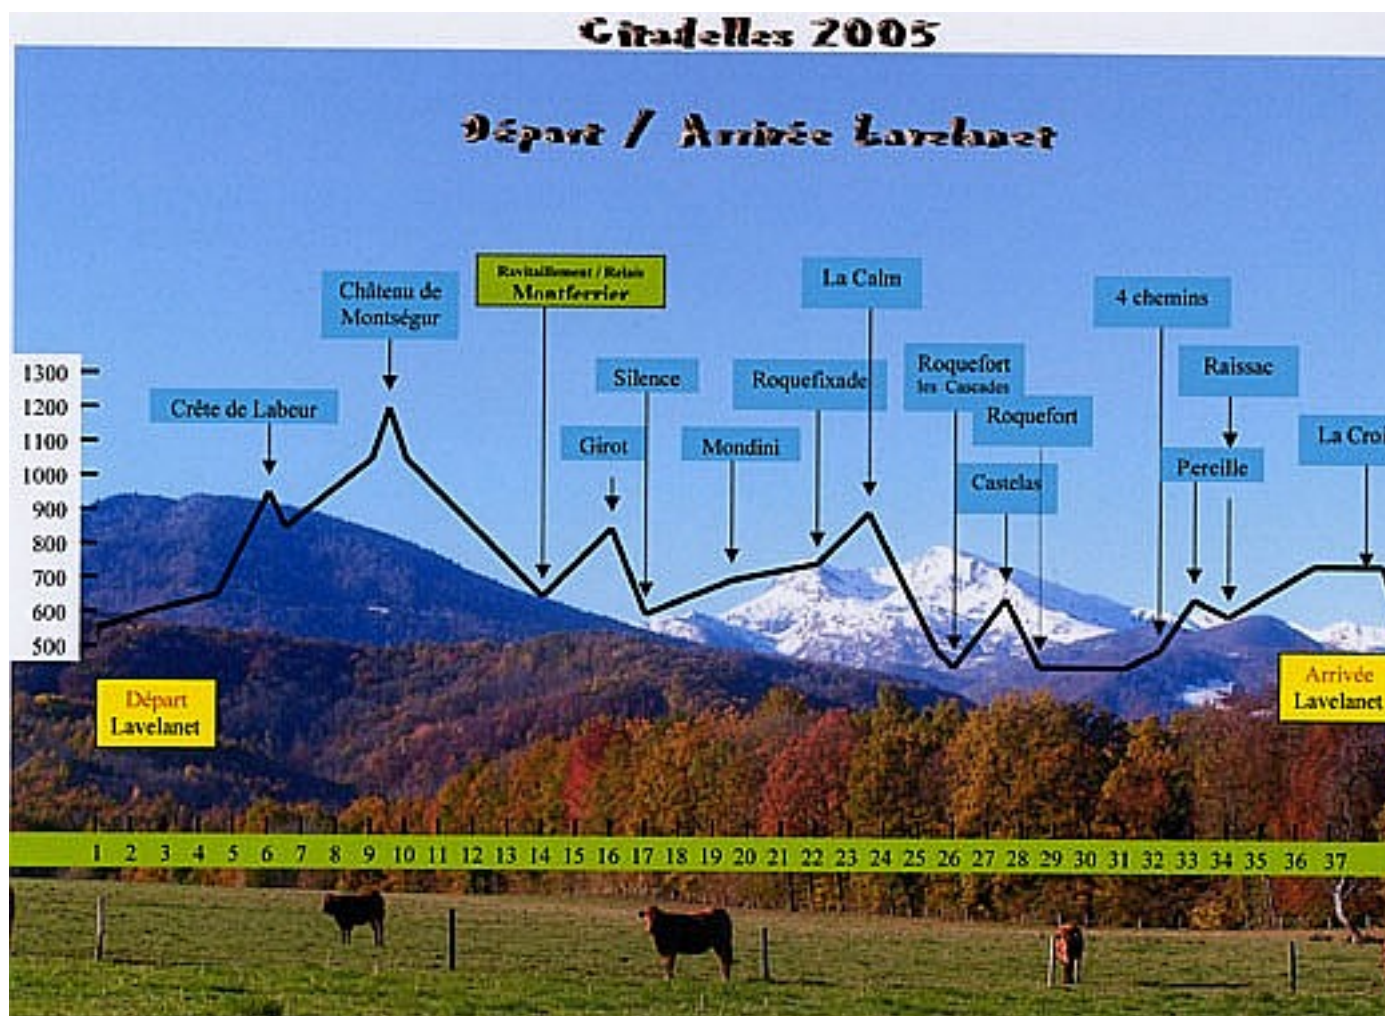 Citadelles 2005
Départ / Arrivée Lavelanet
Ravitaillement / Relais
Montferrier
La Calm
Château de
Montségur
4 chemins
Roquefort
les Cascades
Raissac
Silence
Roquefixade
Crête de Labeur
Roquefort
Girot
Mondini
La Croi
Pereille
Castelas
1300
1200
1100
1000
900
800
700
600
500
Départ
Lavelanet
Arrivée
Lavelanet
1 2 3 4 5 6 7 8 9 10 11 12 13 14 15 16 17 18 19 20 21 22 23 24 25 26 27 28 29 30 31 32 33 34 35 36 37